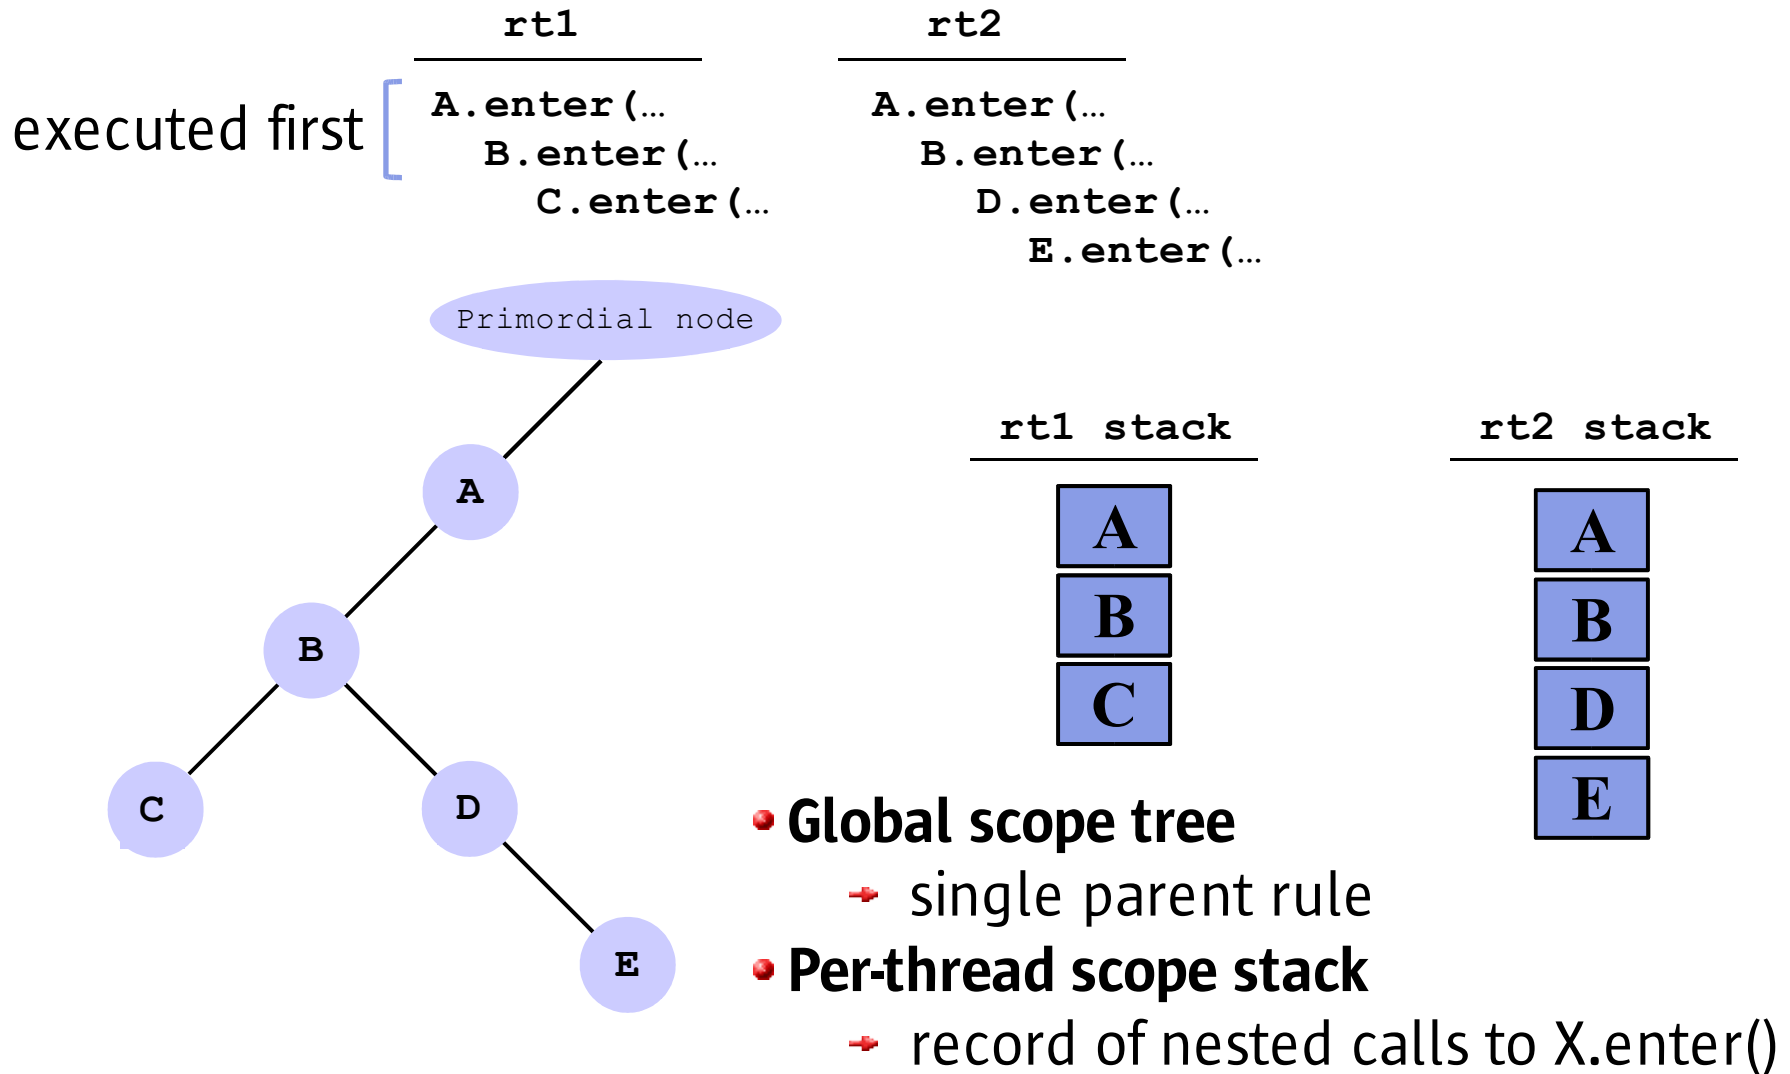 rt1
rt2
executed first
A.enter(…
B.enter(…
C.enter(…
A.enter(…
B.enter(…
D.enter(…
E.enter(…
Primordial node
A
B
C
D
E
rt1 stack
A
B
C
rt2 stack
A
B
D
E
Global scope tree
single parent rule
Per-thread scope stack
record of nested calls to X.enter()